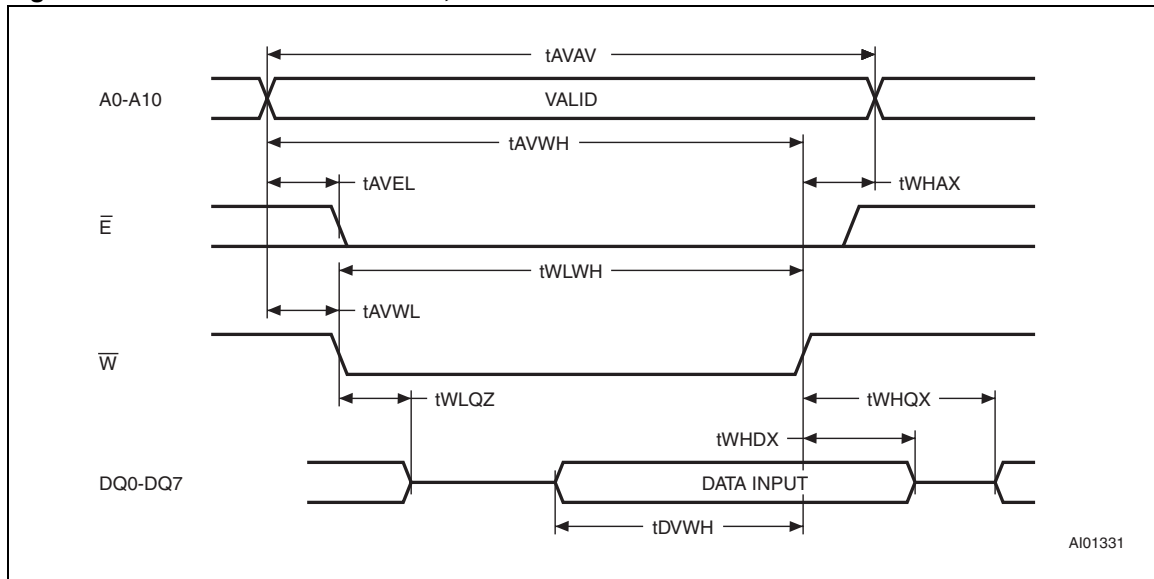 tAVAV
A0-A10
VALID
tAVWH
tAVEL
tWHAX
E̅
tWLWH
tAVWL
W̅
tWLQZ
tWHQX
tWHDX
DQ0-DQ7
DATA INPUT
tDVWH
AI01331